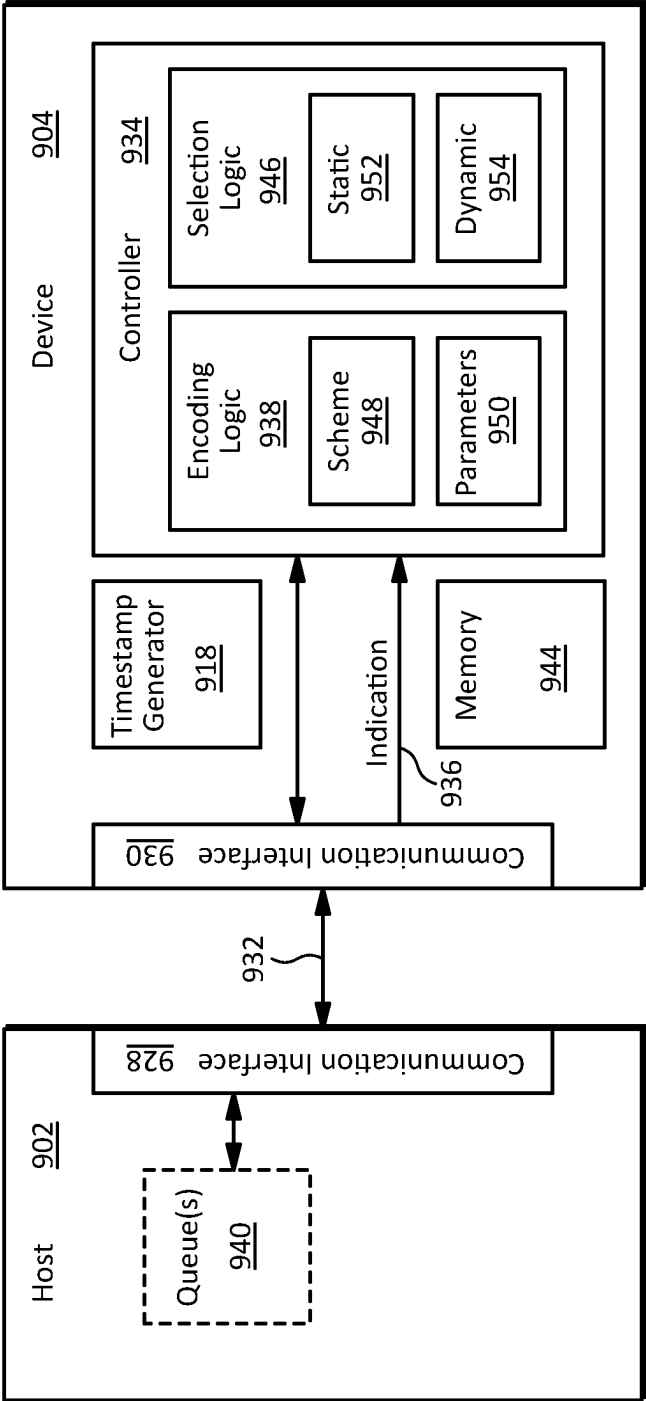 Host 902
Queue(s)
940
Communication Interface 928
932
Device 904
Communication Interface 930
Timestamp
Generator
918
Indication
936
Memory
944
Controller 934
Encoding
Logic
938
Scheme
948
Parameters
950
Selection
Logic
946
Static
952
Dynamic
954